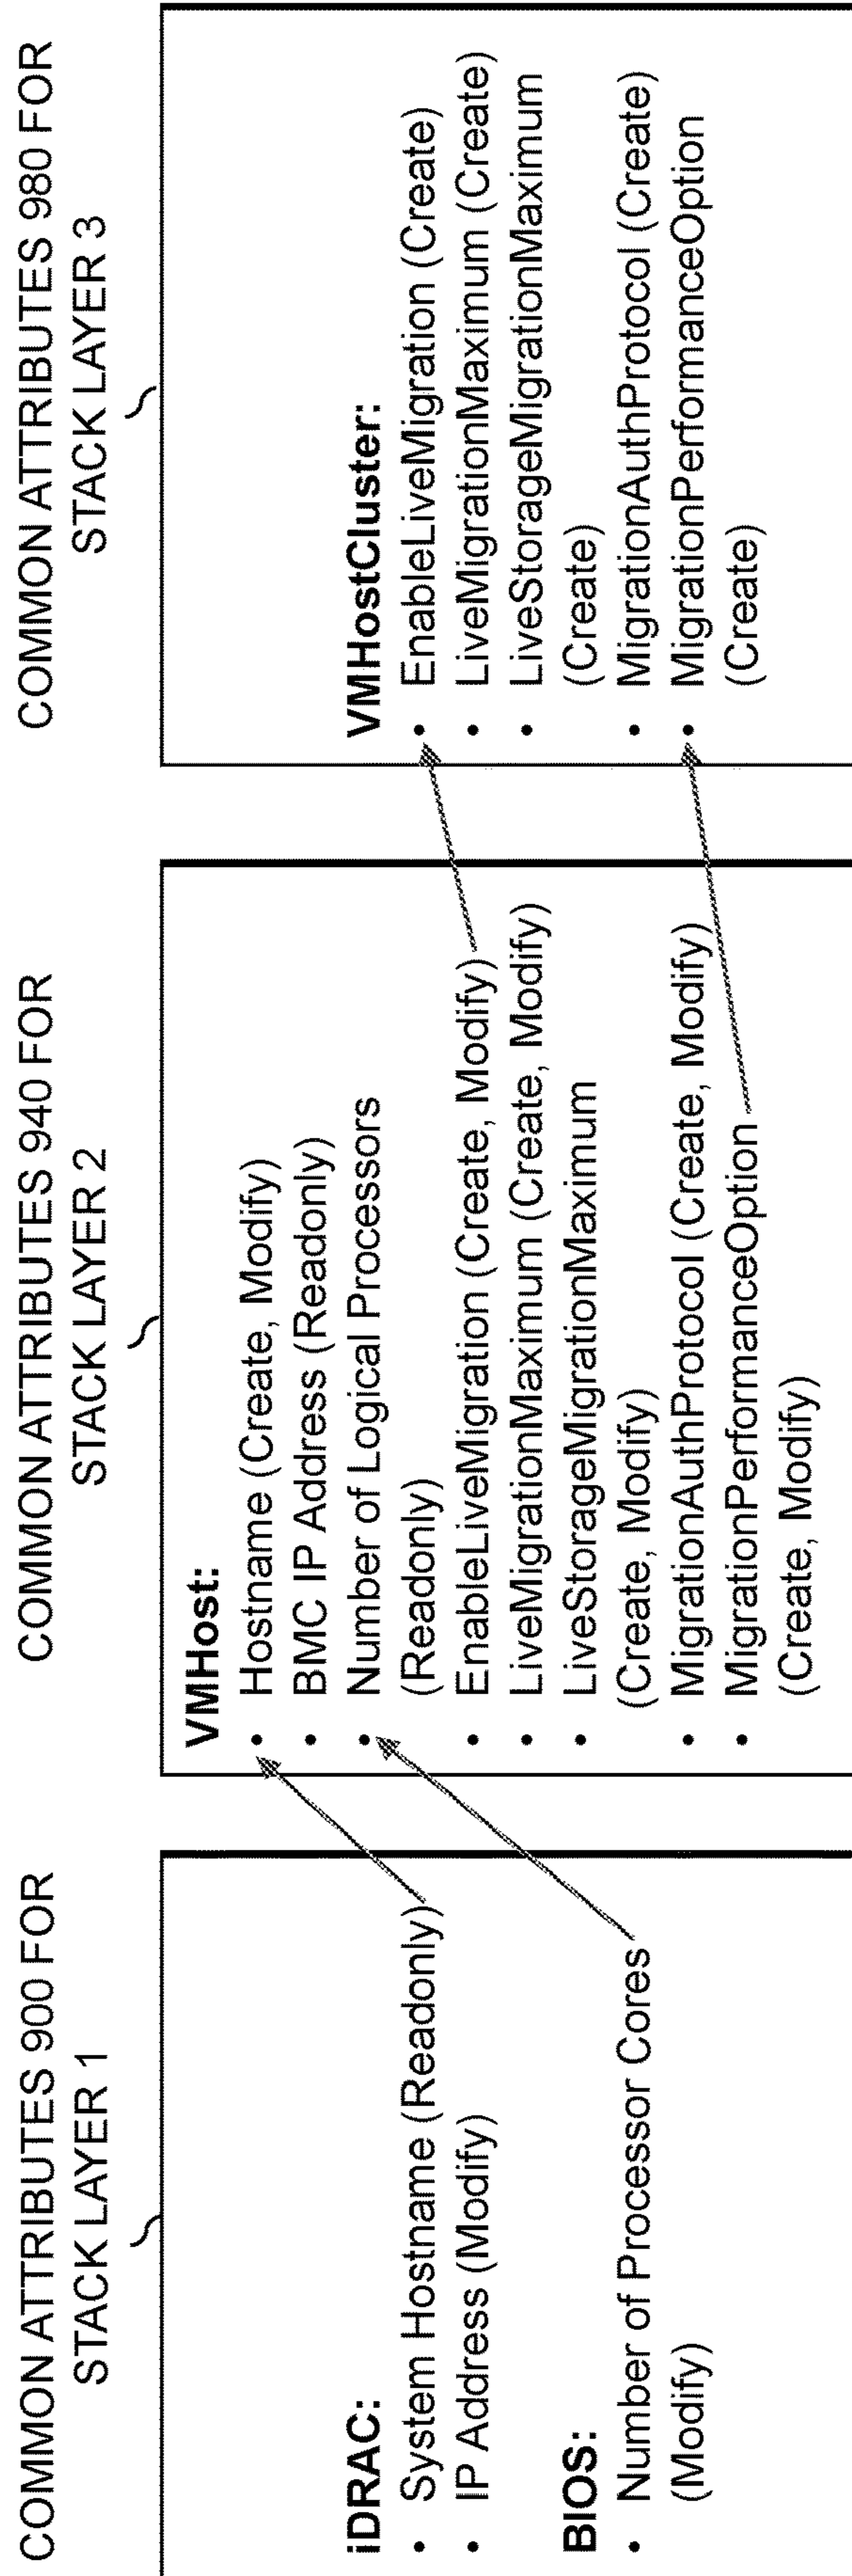 COMMON ATTRIBUTES 900 FOR
STACK LAYER 1
iDRAC:
• System Hostname (Readonly)
• IP Address (Modify)
BIOS:
• Number of Processor Cores
(Modify)
COMMON ATTRIBUTES 940 FOR
STACK LAYER 2
VMHost:
• Hostname (Create, Modify)
• BMC IP Address (Readonly)
• Number of Logical Processors
(Readonly)
• EnableLiveMigration (Create, Modify)
• LiveMigrationMaximum (Create, Modify)
• LiveStorageMigrationMaximum
(Create, Modify)
• MigrationAuthProtocol (Create, Modify)
• MigrationPerformanceOption
(Create, Modify)
COMMON ATTRIBUTES 980 FOR
STACK LAYER 3
VMHostCluster:
• EnableLiveMigration (Create)
• LiveMigrationMaximum (Create)
• LiveStorageMigrationMaximum
(Create)
• MigrationAuthProtocol (Create)
• MigrationPerformanceOption
(Create)